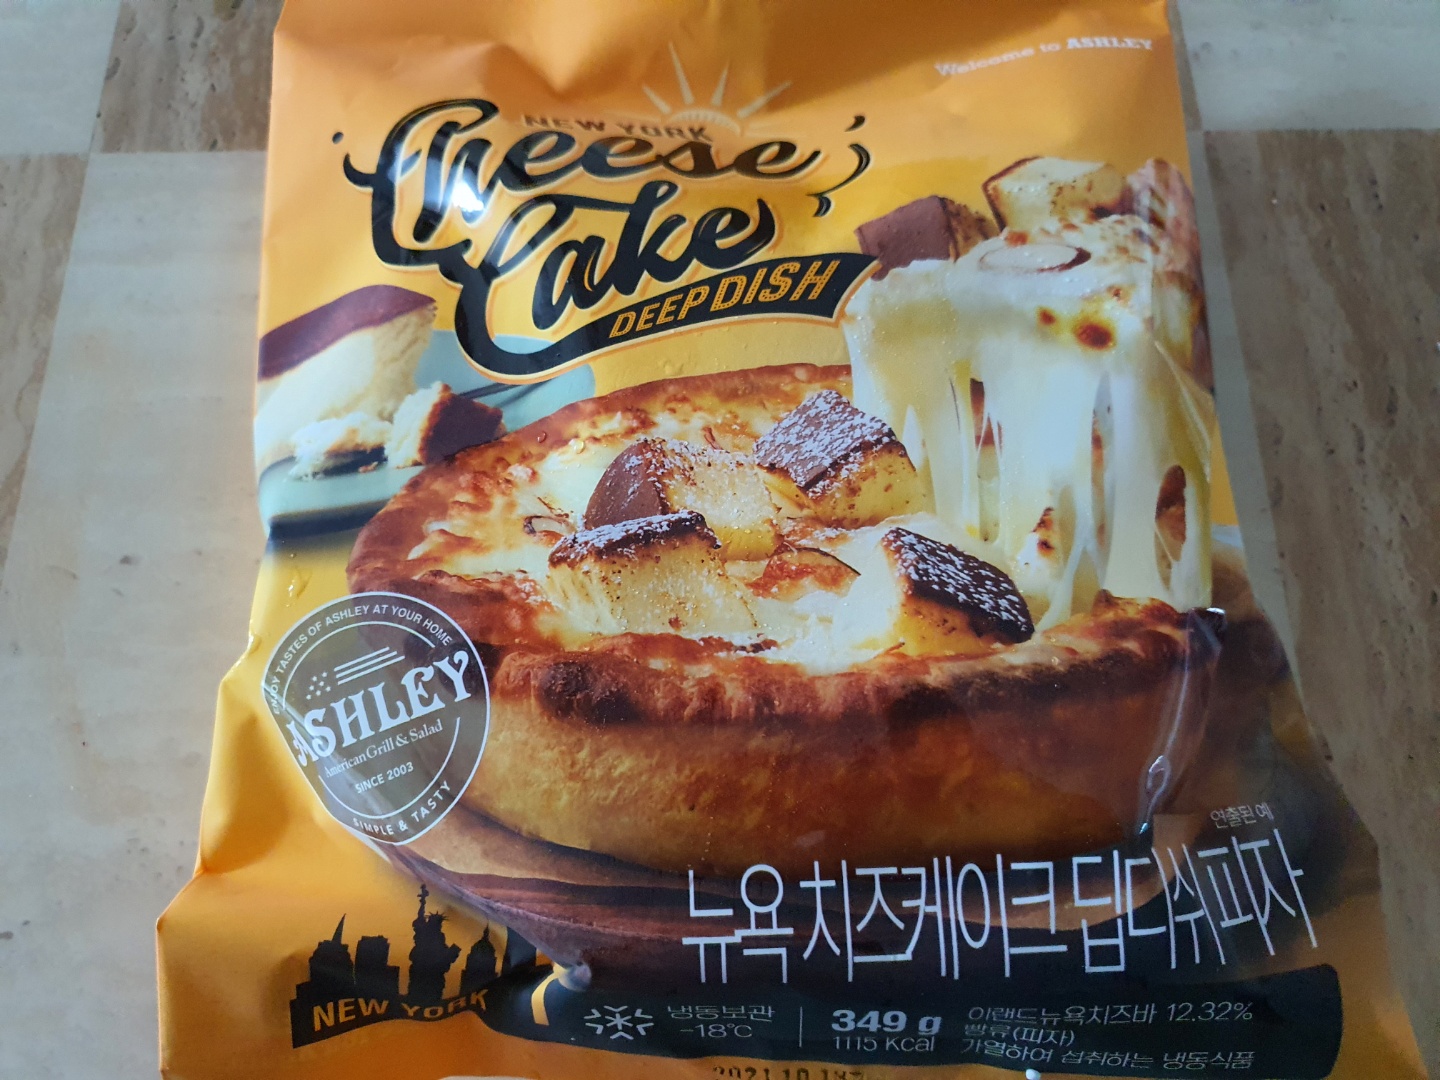 Welcome to ASHLEY
NEW YORK
Cheese
Cake
DEEP DISH
ENJOY TASTES OF ASHLEY AT YOUR HOME
ASHLEY
American Grill & Salad
SINCE 2003
SIMPLE & TASTY
연출된 예
뉴욕 치즈케이크 딥 디쉬 피자
NEW YORK
냉동보관
-18℃
349 g
1115 Kcal
이랜드뉴욕치즈바 12.32%
빵류(피자)
가열하여 섭취하는 냉동식품
2021.10.18